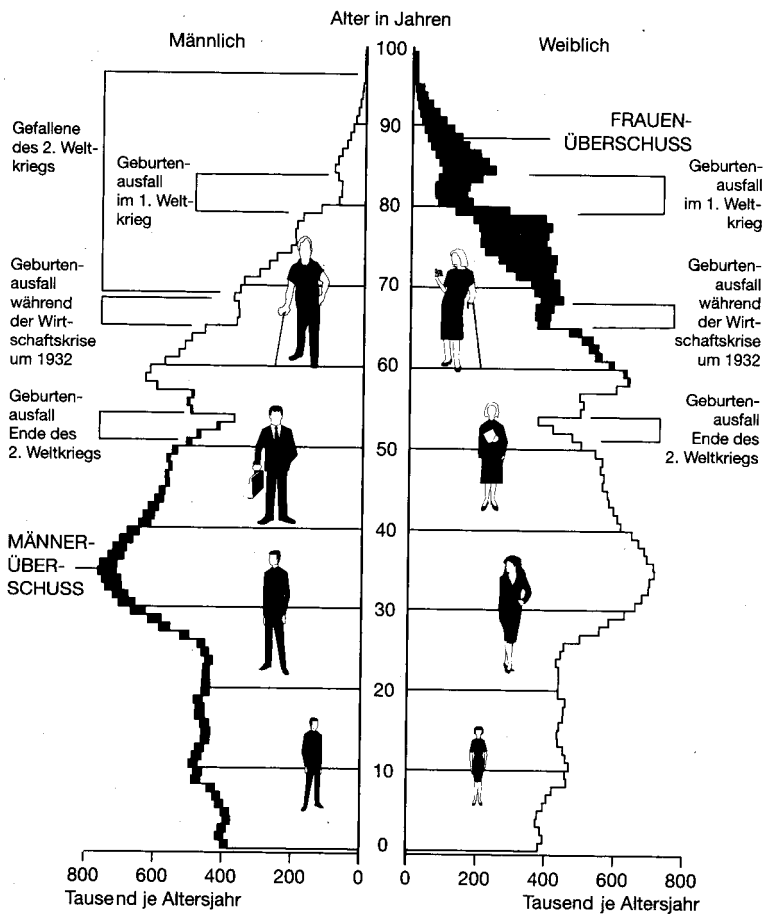 Alter in Jahren
Männlich
Weiblich
100
90
80
70
60
50
40
30
20
10
0
Gefallene
des 2. Welt-
kriegs
Geburten-
ausfall
im 1. Welt-
krieg
Geburten-
ausfall
während
der Wirt-
schaftskrise
um 1932
Geburten-
ausfall
Ende des
2. Weltkriegs
MÄNNER-
ÜBER-
SCHUSS
FRAUEN-
ÜBERSCHUSS
Geburten-
ausfall
im 1. Welt-
krieg
Geburten-
ausfall
während
der Wirt-
schaftskrise
um 1932
Geburten-
ausfall
Ende des
2. Weltkriegs
800 600 400 200 0
Tausend je Altersjahr
0 200 400 600 800
Tausend je Altersjahr